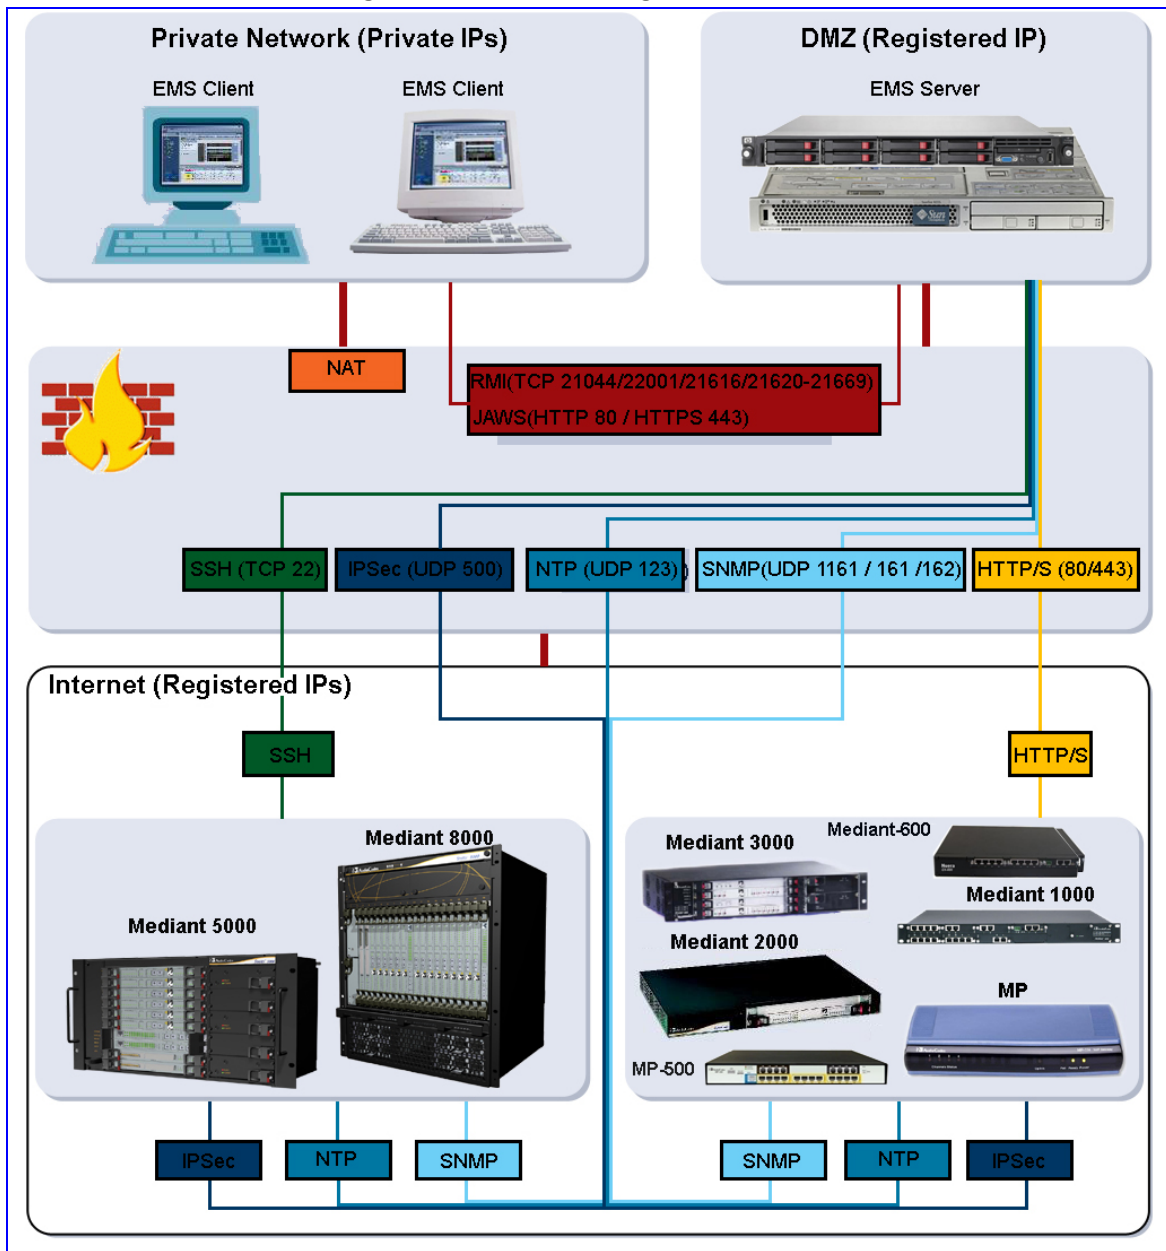 Private Network (Private IPs)
DMZ (Registered IP)
EMS Client
EMS Client
EMS Server
NAT
RMI(TCP 21044/22001/21616/21620-21669)
JAWS(HTTP 80 / HTTPS 443)
SSH (TCP 22)
IPSec (UDP 500)
NTP (UDP 123)
SNMP(UDP 1161 / 161 /162)
HTTP/S (80/443)
Internet (Registered IPs)
SSH
HTTP/S
Mediant 8000
Mediant 5000
Mediant 3000
Mediant-600
Mediant 1000
Mediant 2000
MP
MP-500
IPSec
NTP
SNMP
SNMP
NTP
IPSec